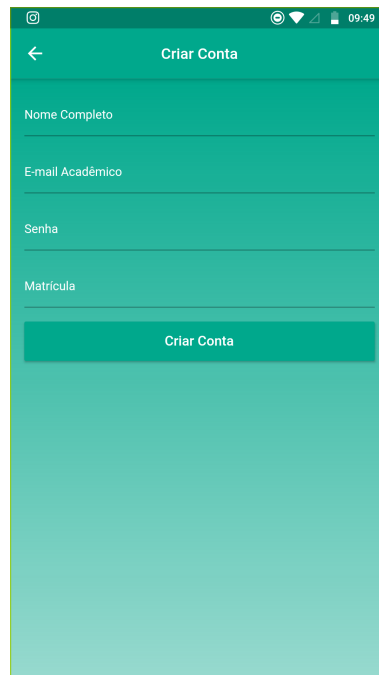 09:49
Criar Conta
Nome Completo
E-mail Acadêmico
Senha
Matrícula
Criar Conta